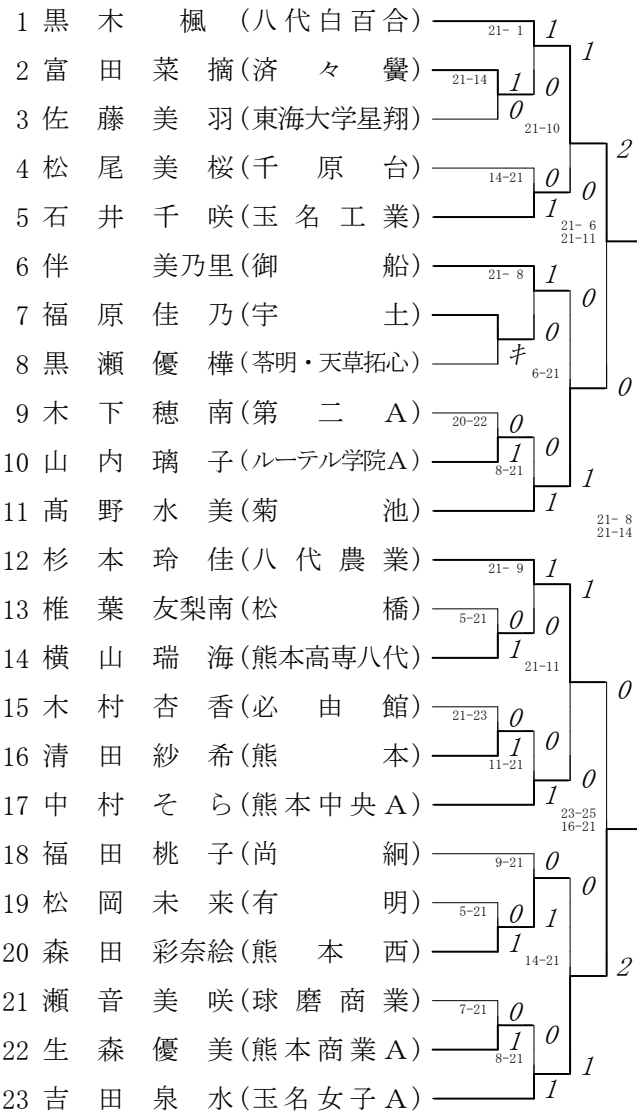 1 黒木 楓 (八代白百合)
21- 1 1 1
2 富田菜摘 (済々黌)
21-14 1 0
3 佐藤美羽 (東海大学星翔)
0 21-10
2
4 松尾美桜 (千原台)
14-21 0 0
5 石井千咲 (玉名工業)
1
21- 6
21-11
6 伴 美乃里 (御船)
21- 8 1 0
7 福原佳乃 (宇土)
0
8 黒瀬優樺 (苓明・天草拓心)
キ 6-21
0
9 木下穂南 (第二A)
20-22 0 0
10 山内璃子 (ルーテル学院A)
1 8-21 1
11 髙野水美 (菊池)
1
21- 8
21-14
12 杉本玲佳 (八代農業)
21- 9 1 1
13 椎葉友梨南 (松橋)
5-21 0 0
14 横山瑞海 (熊本高専八代)
1 21-11
0
15 木村杏香 (必由館)
21-23 0 0
16 清田紗希 (熊本)
1 11-21 0
17 中村そら (熊本中央A)
1
23-25
16-21
18 福田桃子 (尚絅)
9-21 0 0
19 松岡未来 (有明)
5-21 0 1
20 森田彩奈絵 (熊本西)
1 14-21
2
21 瀬音美咲 (球磨商業)
7-21 0 0
22 生森優美 (熊本商業A)
1 8-21 1
23 吉田泉水 (玉名女子A)
1